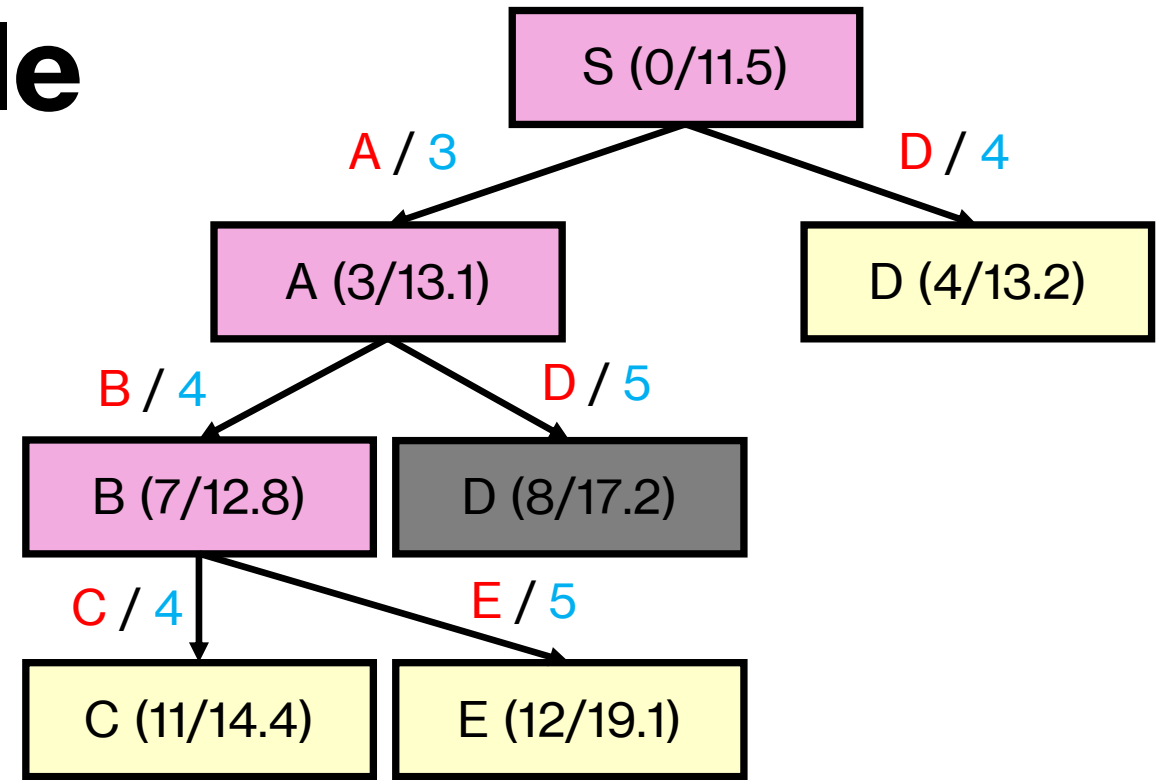 S (0/11.5)
A / 3
D / 4
A (3/13.1)
D (4/13.2)
B / 4
D / 5
B (7/12.8)
D (8/17.2)
C / 4
E / 5
C (11/14.4)
E (12/19.1)